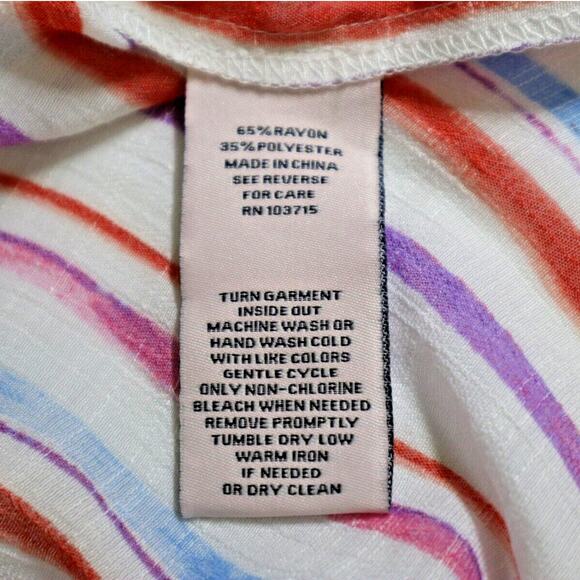 65% RAYON
35% POLYESTER
MADE IN CHINA
SEE REVERSE
FOR CARE
RN 103715
TURN GARMENT
INSIDE OUT
MACHINE WASH OR
HAND WASH COLD
WITH LIKE COLORS
GENTLE CYCLE
ONLY NON-CHLORINE
BLEACH WHEN NEEDED
REMOVE PROMPTLY
TUMBLE DRY LOW
WARM IRON
IF NEEDED
OR DRY CLEAN